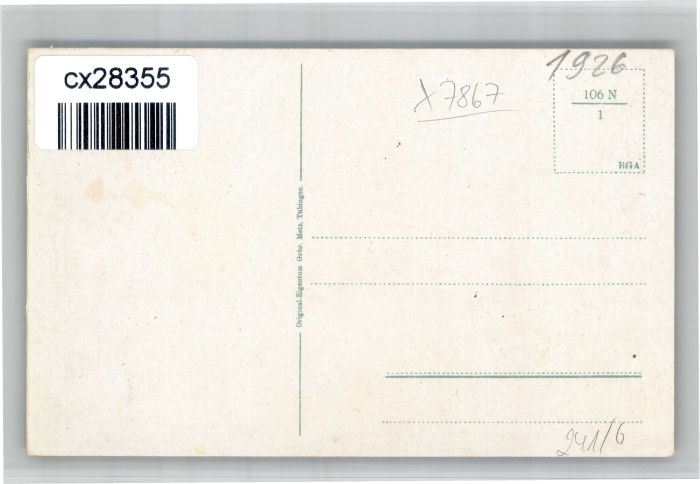 cx28355
1926
X7867
106 N
1
BGA
Original-Eigentum Gebr. Metz, Tübingen.
241/6